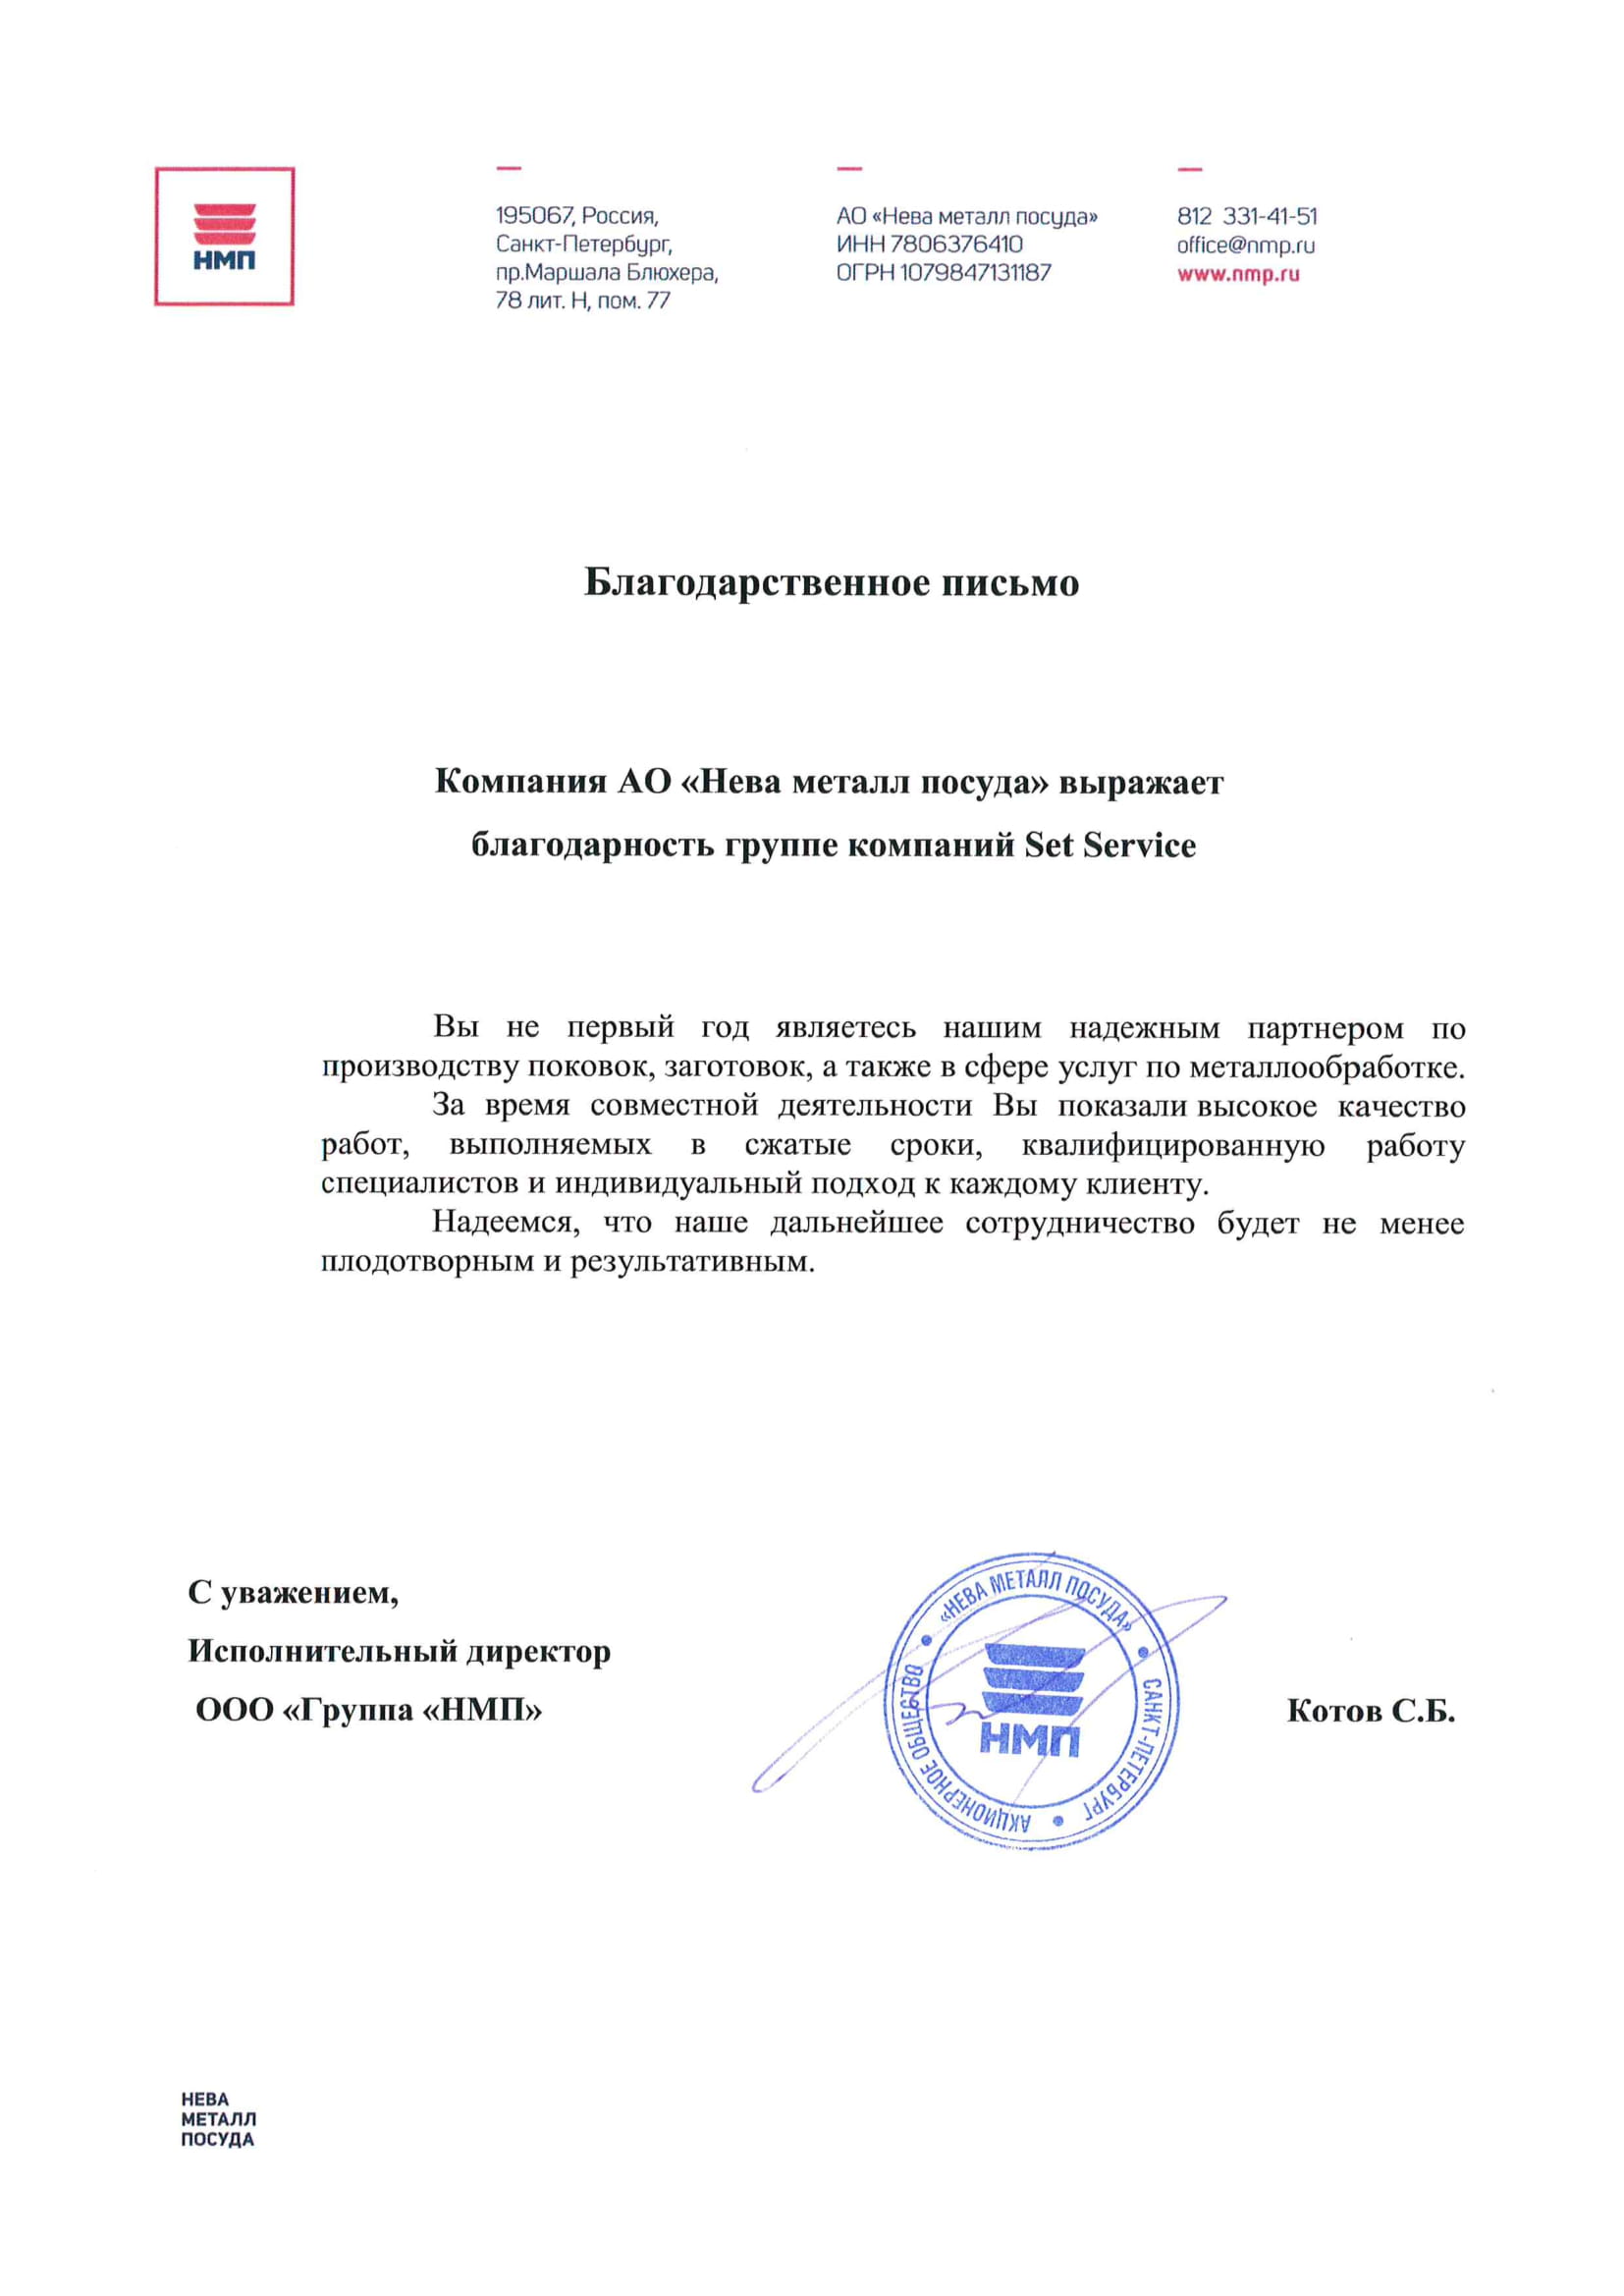 НМП
195067, Россия,
Санкт-Петербург,
пр.Маршала Блюхера,
78 лит. Н, пом. 77
АО «Нева металл посуда»
ИНН 7806376410
ОГРН 1079847131187
812 331-41-51
office@nmp.ru
www.nmp.ru
Благодарственное письмо
Компания АО «Нева металл посуда» выражает
благодарность группе компаний Set Service
Вы не первый год являетесь нашим надежным партнером по
производству поковок, заготовок, а также в сфере услуг по металлообработке.
За время совместной деятельности Вы показали высокое качество
работ, выполняемых в сжатые сроки, квалифицированную работу
специалистов и индивидуальный подход к каждому клиенту.
Надеемся, что наше дальнейшее сотрудничество будет не менее
плодотворным и результативным.
С уважением,
Исполнительный директор
ООО «Группа «НМП»
АКЦИОНЕРНОЕ ОБЩЕСТВО • «НЕВА МЕТАЛЛ ПОСУДА» • САНКТ-ПЕТЕРБУРГ •
НМП
Котов С.Б.
НЕВА
МЕТАЛЛ
ПОСУДА